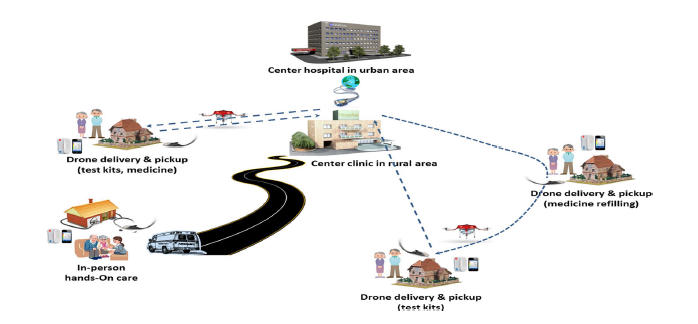 Center hospital in urban area
Center clinic in rural area
Drone delivery & pickup
(test kits, medicine)
Drone delivery & pickup
(medicine refilling)
In-person
hands-On care
Drone delivery & pickup
(test kits)